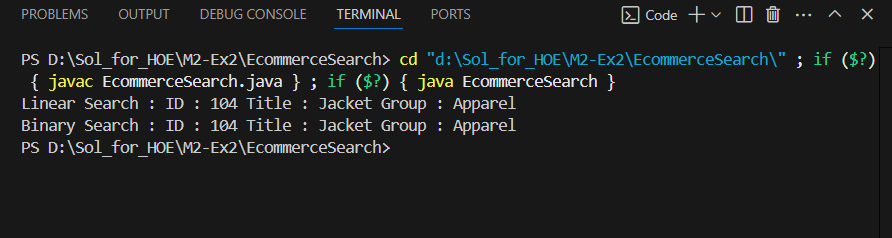 PROBLEMS OUTPUT DEBUG CONSOLE TERMINAL PORTS Code
PS D:\Sol_for_HOE\M2-Ex2\EcommerceSearch> cd "d:\Sol_for_HOE\M2-Ex2\EcommerceSearch\" ; if ($?)
{ javac EcommerceSearch.java } ; if ($?) { java EcommerceSearch }
Linear Search : ID : 104 Title : Jacket Group : Apparel
Binary Search : ID : 104 Title : Jacket Group : Apparel
PS D:\Sol_for_HOE\M2-Ex2\EcommerceSearch>